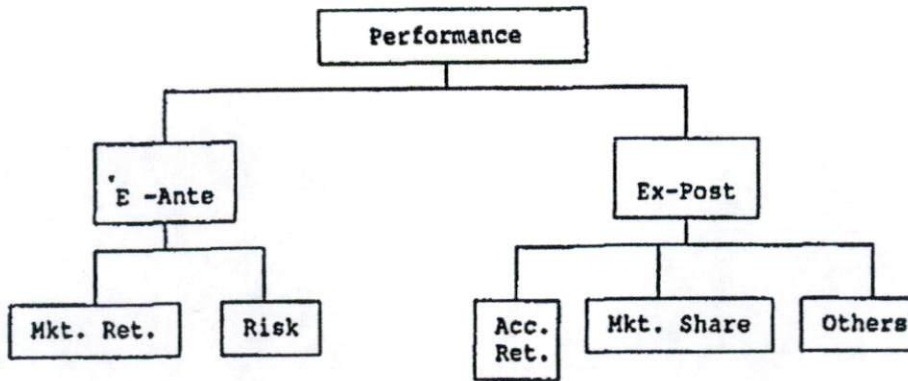 Performance
E -Ante
Ex-Post
Mkt. Ret.
Risk
Acc.
Ret.
Mkt. Share
Others